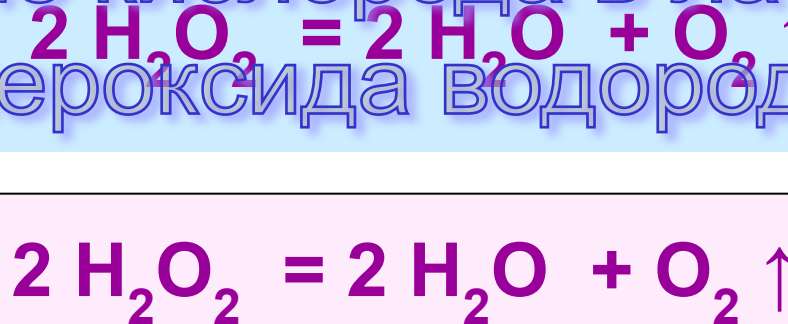 2 H₂O₂ = 2 H₂O + O₂
ероксида водород
2 H₂O₂ = 2 H₂O + O₂ ↑